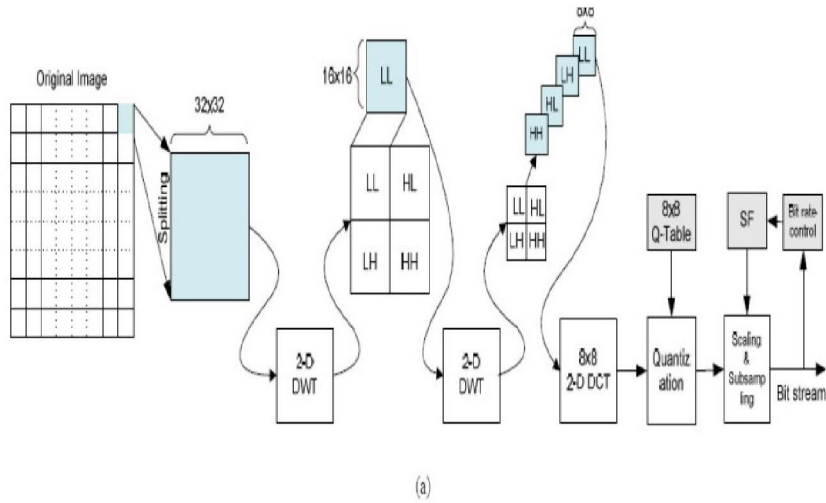 Original Image
Splitting
32x32
2-D
DWT
16x16
LL
LL HL
LH HH
2-D
DWT
LL HL
LH HH
HH
HL
LH
LL
8x8
8x8
2-D DCT
8x8
Q-Table
Quantiz
ation
SF
Bit rate-
control
Scaling
&
Subsamp
ling
Bit stream
(a)